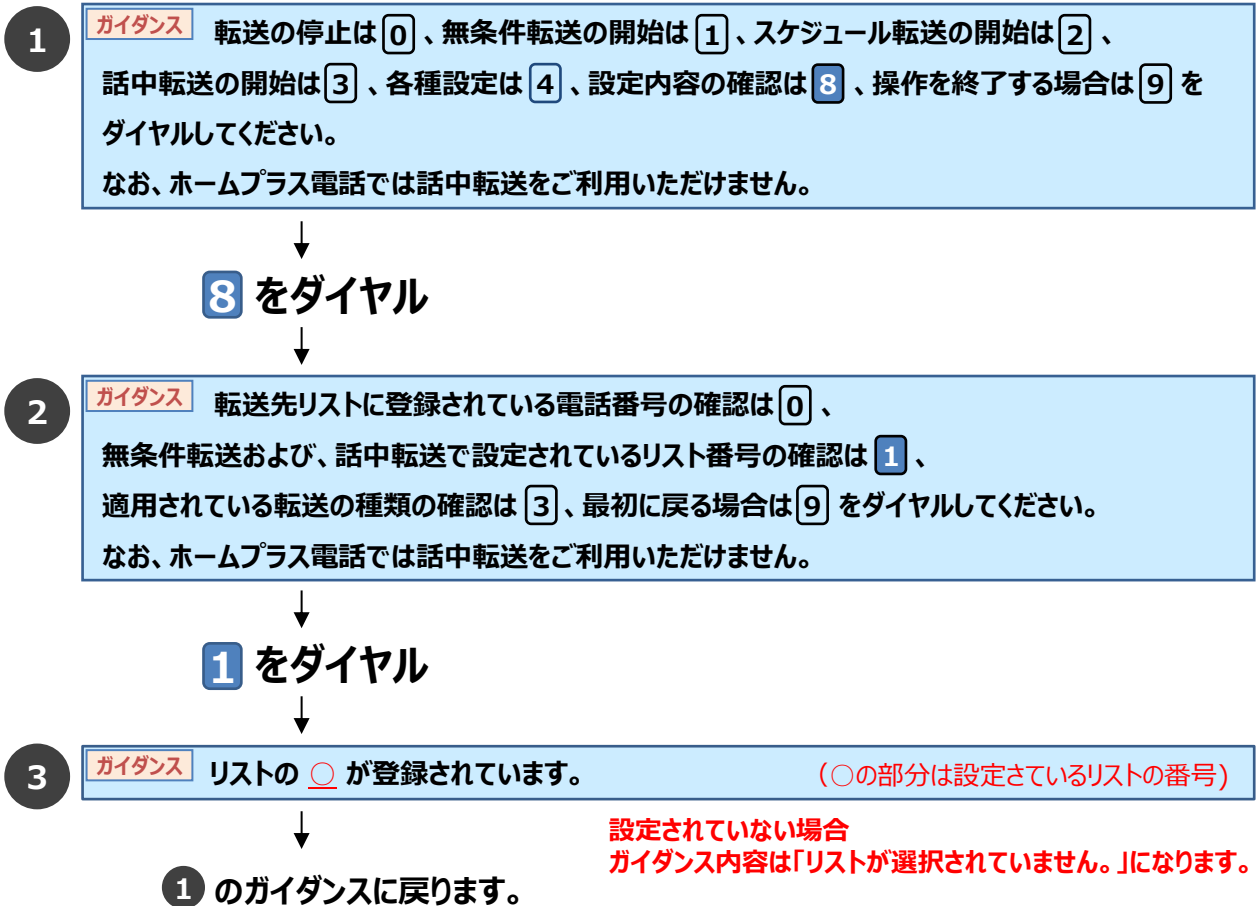 1
ガイダンス 転送の停止は 0 、無条件転送の開始は 1 、スケジュール転送の開始は 2 、
話中転送の開始は 3 、各種設定は 4 、設定内容の確認は 8 、操作を終了する場合は 9 を
ダイヤルしてください。
なお、ホームプラス電話では話中転送をご利用いただけません。
8 をダイヤル
2
ガイダンス 転送先リストに登録されている電話番号の確認は 0 、
無条件転送および、話中転送で設定されているリスト番号の確認は 1 、
適用されている転送の種類の確認は 3 、最初に戻る場合は 9 をダイヤルしてください。
なお、ホームプラス電話では話中転送をご利用いただけません。
1 をダイヤル
3
ガイダンス リストの ○ が登録されています。 (○の部分は設定さているリストの番号)
設定されていない場合
ガイダンス内容は「リストが選択されていません。」になります。
1 のガイダンスに戻ります。